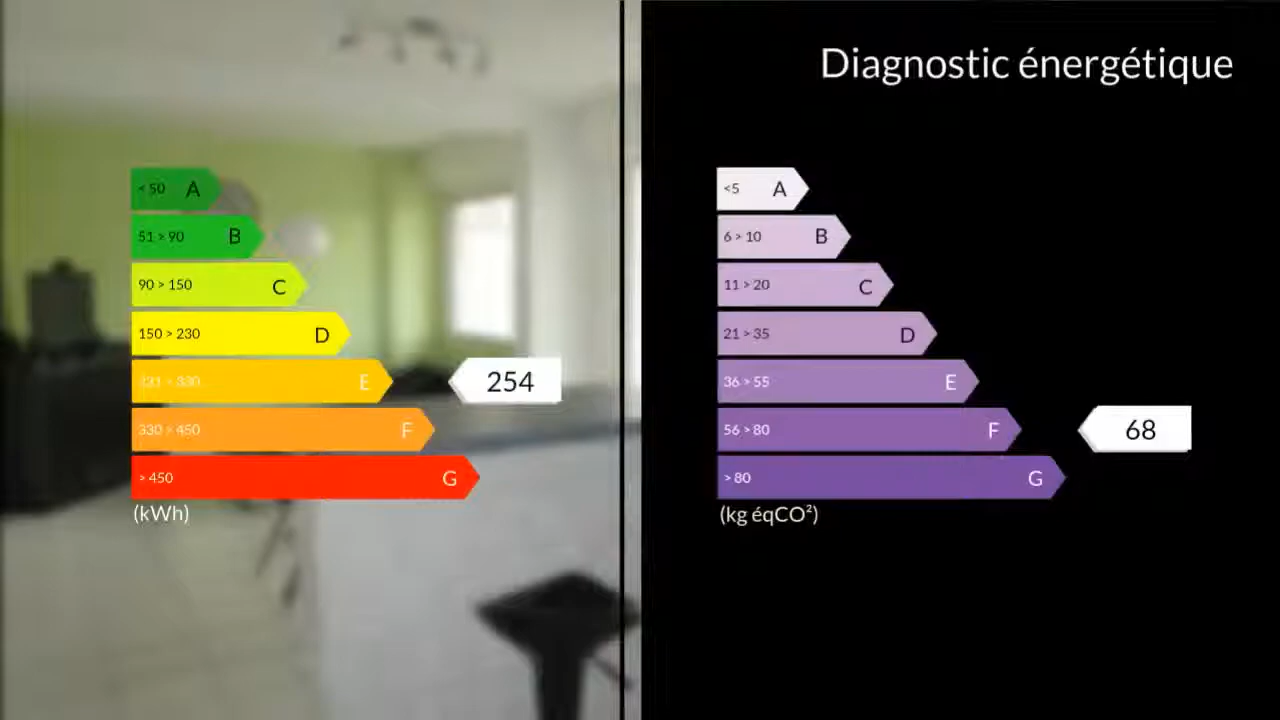 Diagnostic énergétique
< 50 A
51 > 90 B
90 > 150 C
150 > 230 D
E
254
330 > 450 F
> 450 G
(kWh)
<5 A
6 > 10 B
11 > 20 C
21 > 35 D
36 > 55 E
56 > 80 F
68
> 80 G
(kg éqCO²)